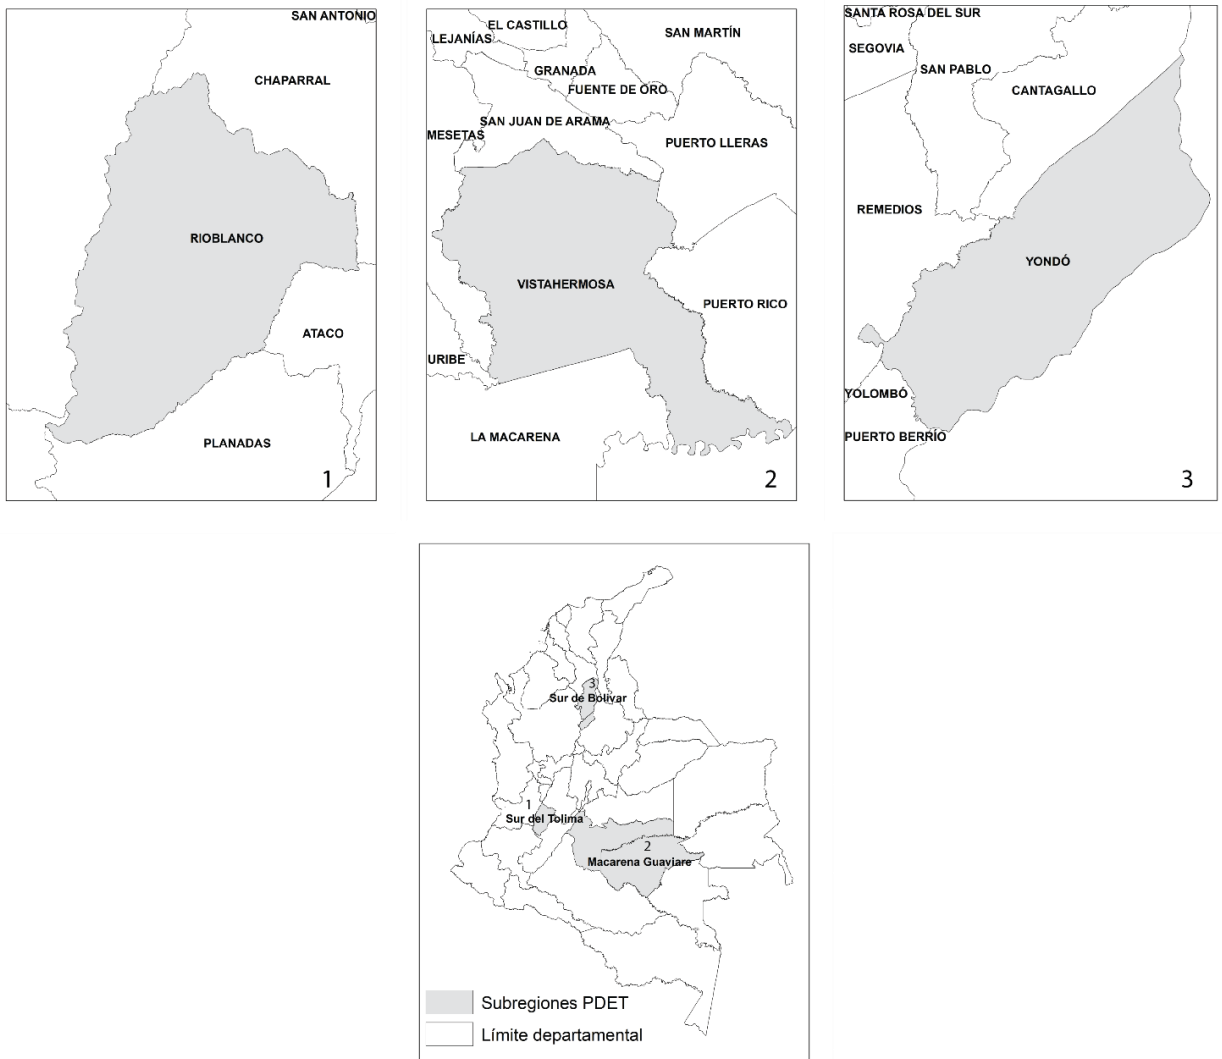 SAN ANTONIO
CHAPARRAL
RIOBLANCO
ATACO
PLANADAS
1
EL CASTILLO
SAN MARTÍN
LEJANÍAS
GRANADA
FUENTE DE ORO
SAN JUAN DE ARAMA
MESETAS
PUERTO LLERAS
VISTAHERMOSA
PUERTO RICO
URIBE
LA MACARENA
2
SANTA ROSA DEL SUR
SEGOVIA
SAN PABLO
CANTAGALLO
REMEDIOS
YONDÓ
YOLOMBÓ
PUERTO BERRÍO
3
3
Sur de Bolívar
1
Sur del Tolima
2
Macarena Guaviare
Subregiones PDET
Límite departamental